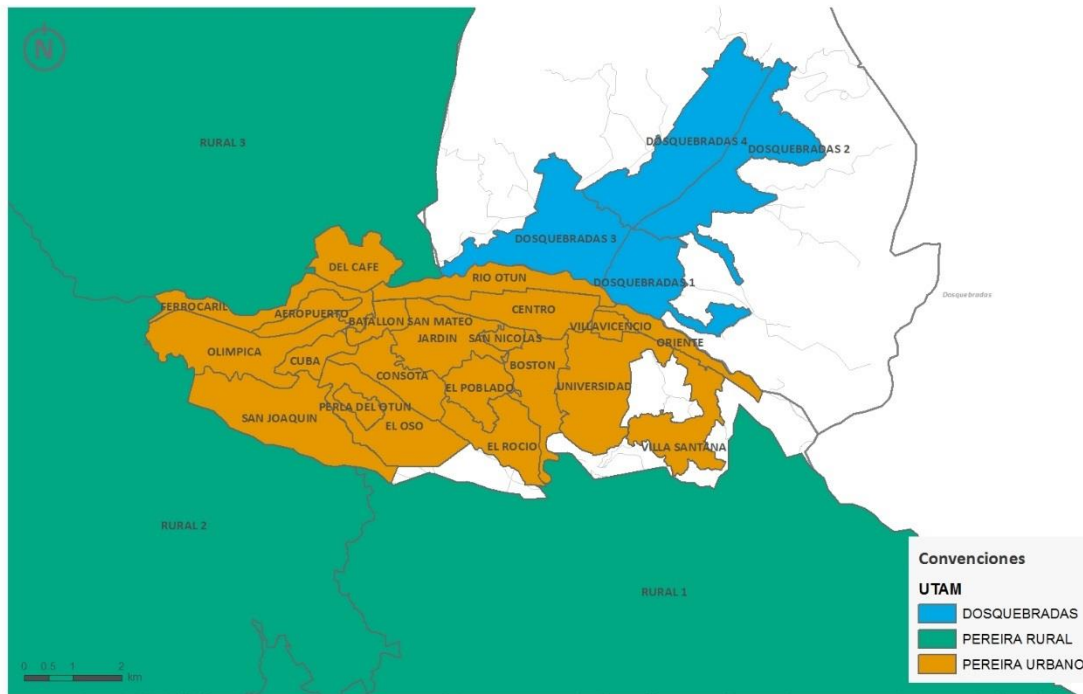 N
RURAL 3
DOSQUEBRADAS 4
DOSQUEBRADAS 2
DOSQUEBRADAS 3
DEL CAFE
RIO OTUN
DOSQUEBRADAS 1
Dosquebradas
FERROCARIL
AEROPUERTO
CENTRO
BATALLON SAN MATEO
VILLAVICENCIO
JARDIN
SAN NICOLAS
ORIENTE
OLIMPICA
CUBA
BOSTON
CONSOTA
EL POBLADO
UNIVERSIDAD
PERLA DEL OTUN
SAN JOAQUIN
EL OSO
EL ROCIO
VILLA SANTANA
RURAL 2
RURAL 1
Convenciones
UTAM
DOSQUEBRADAS
PEREIRA RURAL
PEREIRA URBANO
0 0.5 1 2
km